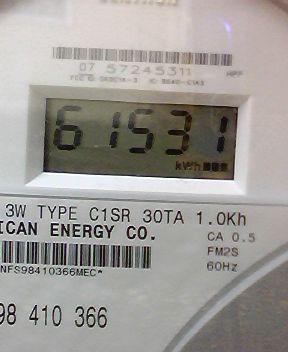 07 57245311 HPF
61531
kWh
3W TYPE C1SR 30TA 1.0Kh
ICAN ENERGY CO.
CA 0.5
FM2S
NFS98410366MEC*
60Hz
98 410 366